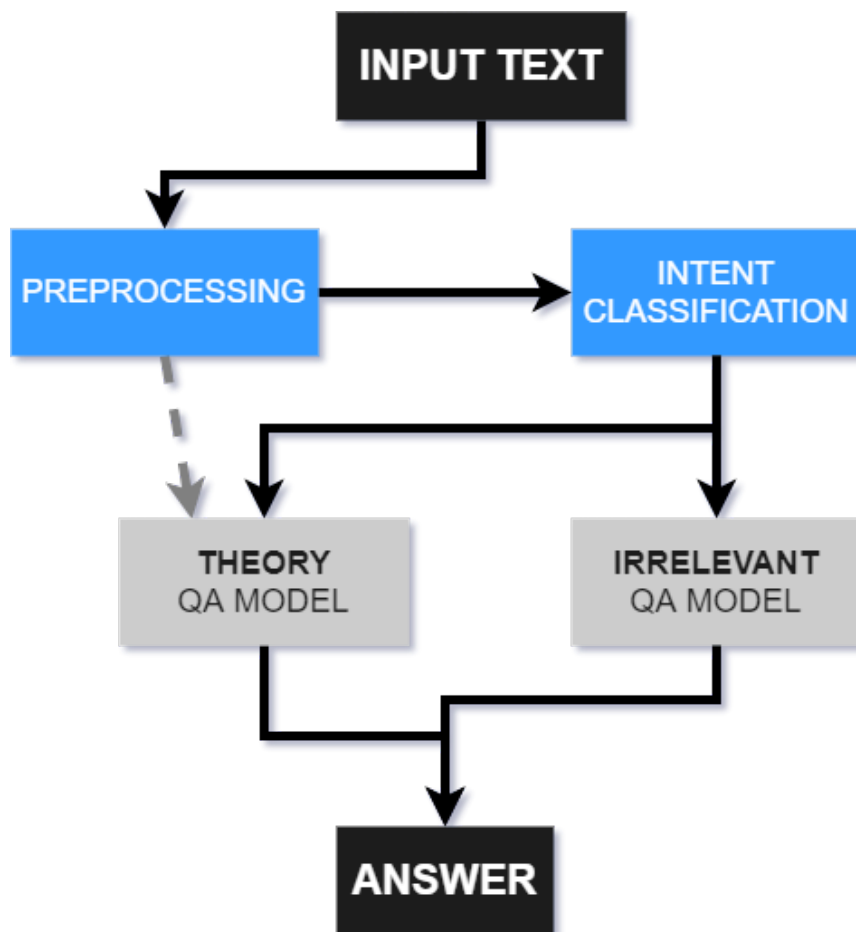 INPUT TEXT
PREPROCESSING
INTENT
CLASSIFICATION
THEORY
QA MODEL
IRRELEVANT
QA MODEL
ANSWER